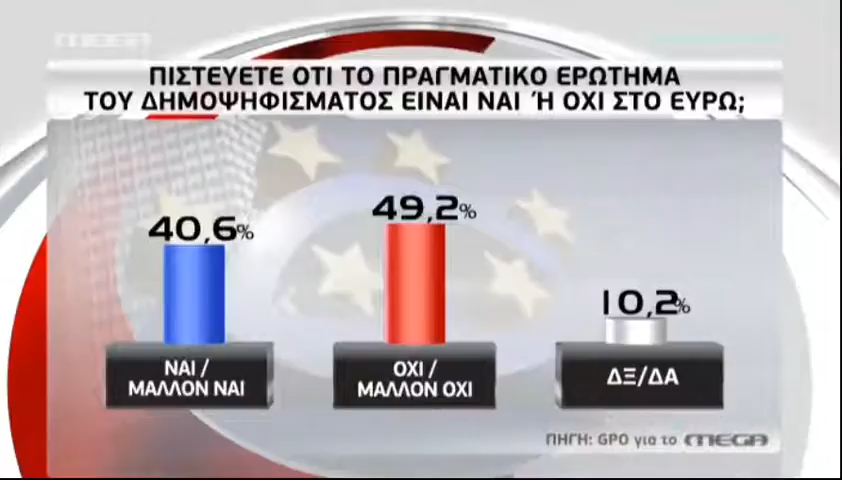 MEGA
ΠΙΣΤΕΥΕΤΕ ΟΤΙ ΤΟ ΠΡΑΓΜΑΤΙΚΟ ΕΡΩΤΗΜΑ
ΤΟΥ ΔΗΜΟΨΗΦΙΣΜΑΤΟΣ ΕΙΝΑΙ ΝΑΙ Ή ΟΧΙ ΣΤΟ ΕΥΡΩ;
40,6%
49,2%
10,2%
ΝΑΙ /
ΜΑΛΛΟΝ ΝΑΙ
ΟΧΙ /
ΜΑΛΛΟΝ ΟΧΙ
ΔΞ/ΔΑ
ΠΗΓΗ: GPO για το MEGA